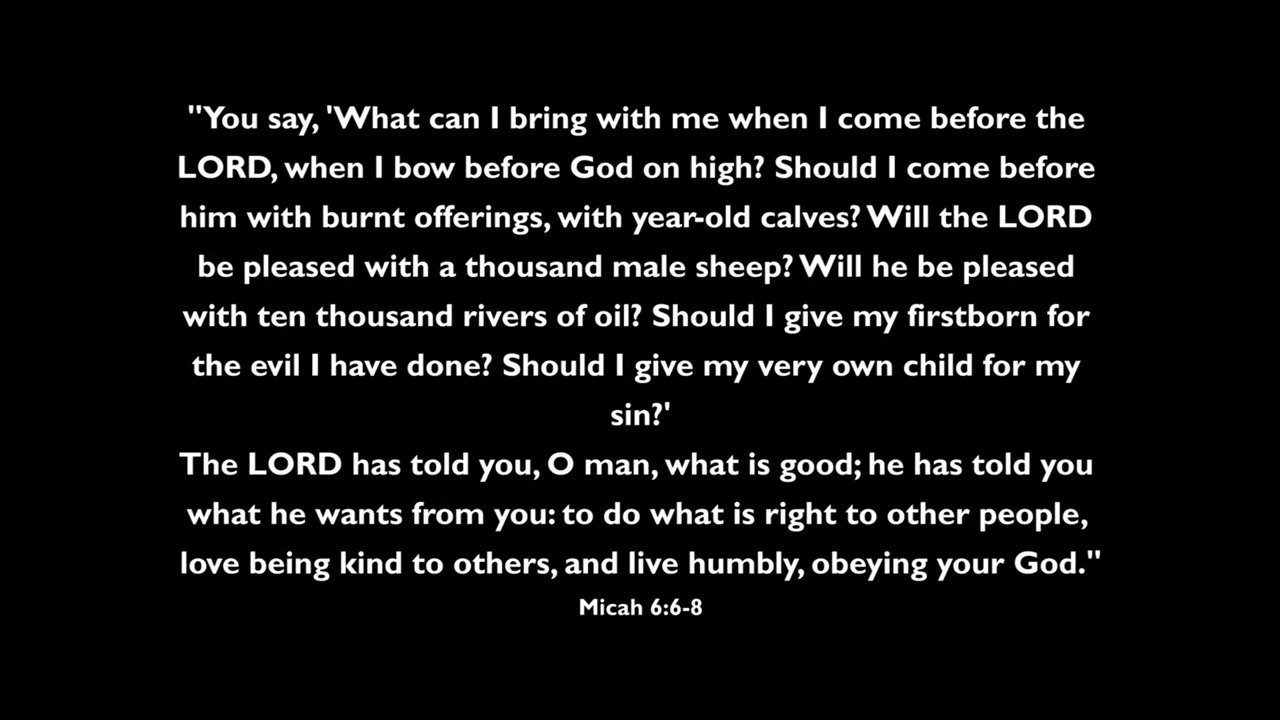 "You say, 'What can I bring with me when I come before the
LORD, when I bow before God on high? Should I come before
him with burnt offerings, with year-old calves? Will the LORD
be pleased with a thousand male sheep? Will he be pleased
with ten thousand rivers of oil? Should I give my firstborn for
the evil I have done? Should I give my very own child for my
sin?'
The LORD has told you, O man, what is good; he has told you
what he wants from you: to do what is right to other people,
love being kind to others, and live humbly, obeying your God."
Micah 6:6-8